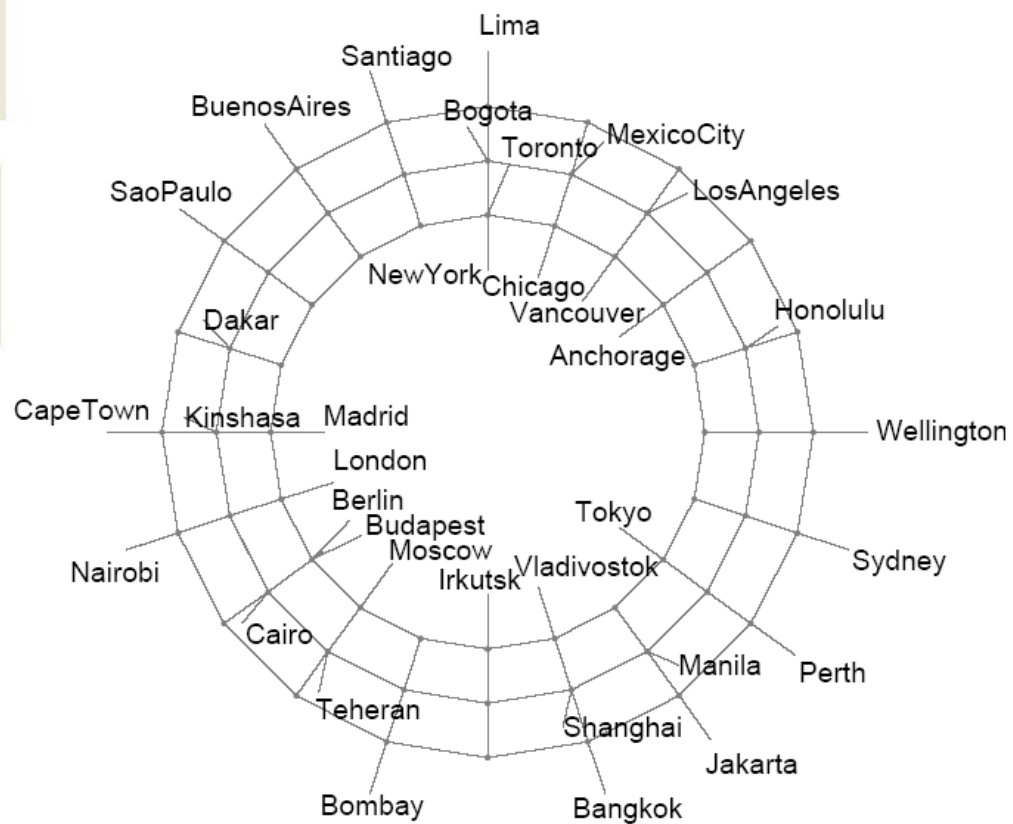 Lima
Santiago
BuenosAires
Bogota
MexicoCity
Toronto
SaoPaulo
LosAngeles
NewYork
Chicago
Vancouver
Honolulu
Dakar
Anchorage
CapeTown
Kinshasa
Madrid
Wellington
London
Berlin
Tokyo
Budapest
Moscow
Sydney
Nairobi
Irkutsk
Vladivostok
Cairo
Manila
Perth
Teheran
Shanghai
Jakarta
Bombay
Bangkok